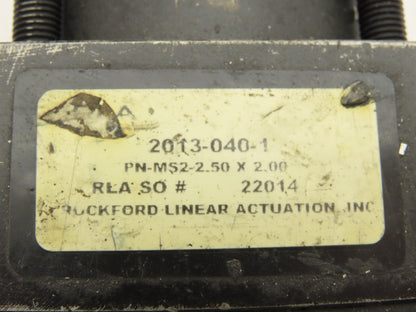 A
2013-040-1
PN-MS2-2.50 X 2.00
RLA SO # 22014
ROCKFORD LINEAR ACTUATION, INC